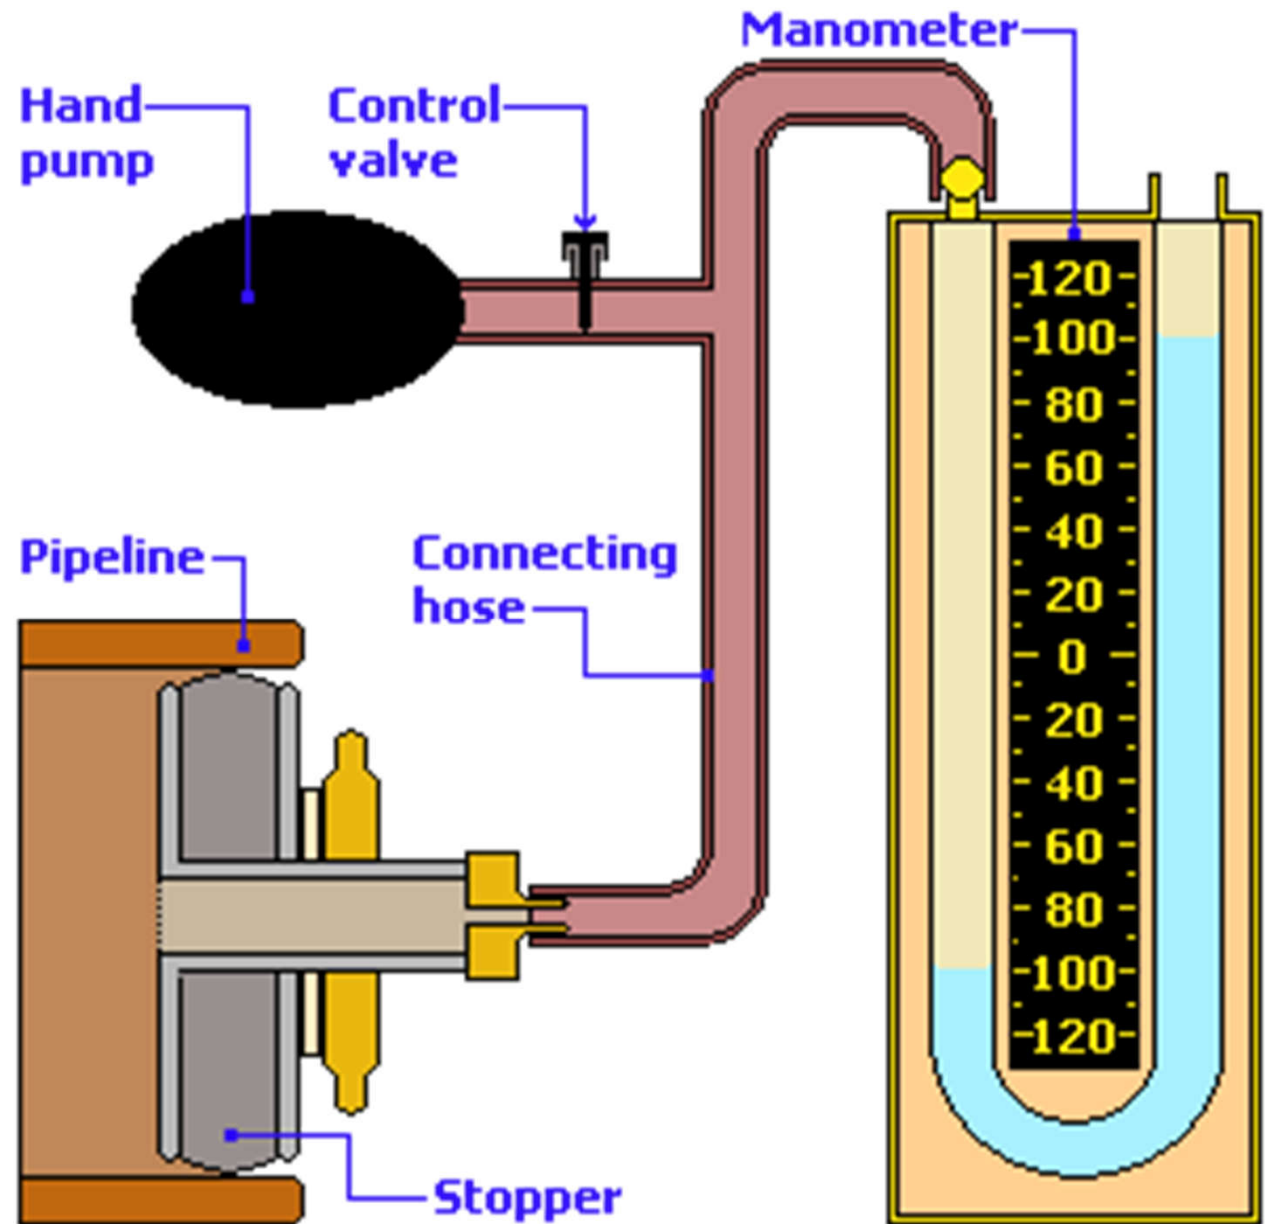 Manometer
Hand
pump
Control
valve
-120-
-100-
- 80 -
- 60 -
- 40 -
- 20 -
- 0 -
- 20 -
- 40 -
- 60 -
- 80 -
-100-
-120-
Pipeline
Connecting
hose
Stopper